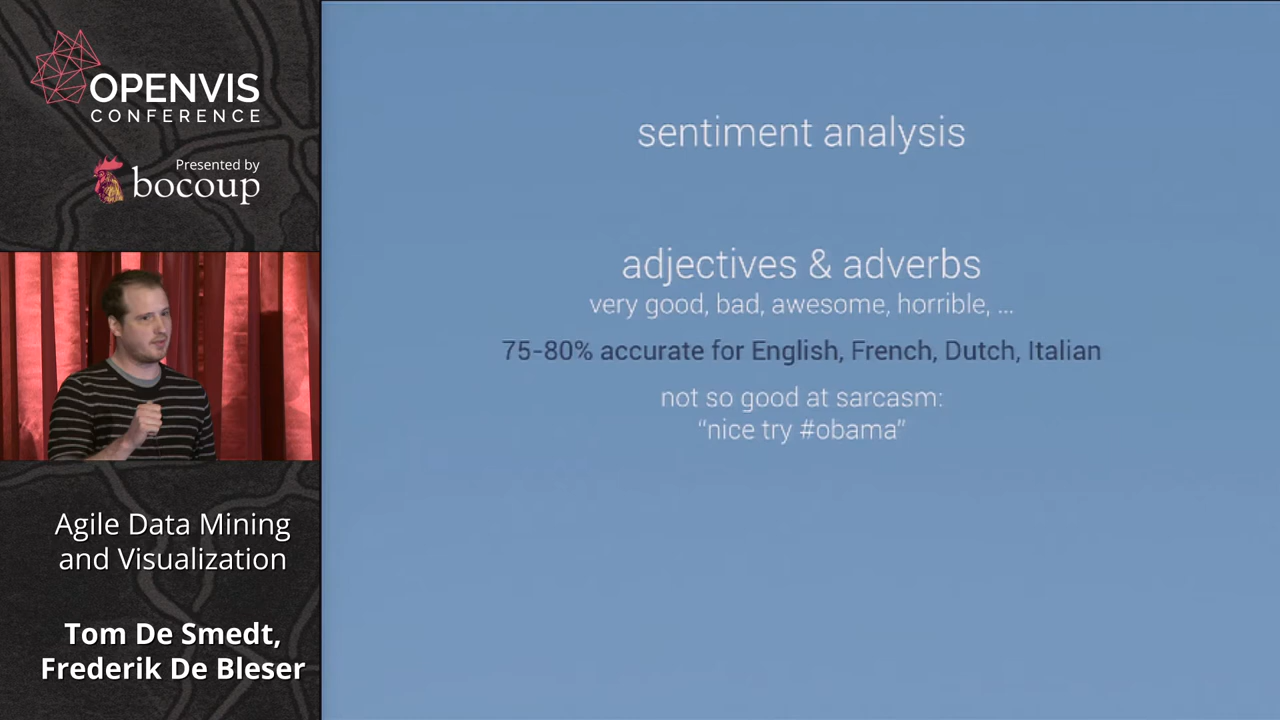 OPENVIS
CONFERENCE
Presented by
bocoup
Agile Data Mining
and Visualization
Tom De Smedt,
Frederik De Bleser
sentiment analysis
adjectives & adverbs
very good, bad, awesome, horrible, ...
75-80% accurate for English, French, Dutch, Italian
not so good at sarcasm:
“nice try #obama”